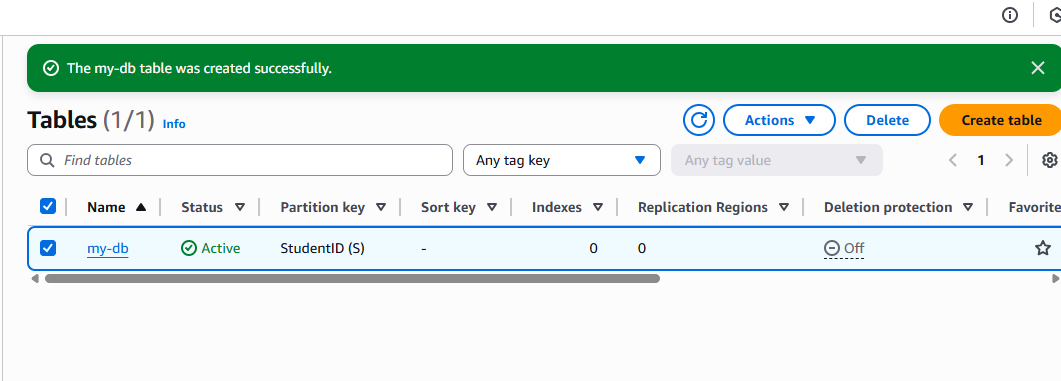 The my-db table was created successfully.
Tables (1/1) Info Actions Delete Create table
Find tables Any tag key Any tag value 1
Name Status Partition key Sort key Indexes Replication Regions Deletion protection Favorite
my-db Active StudentID (S) - 0 0 Off